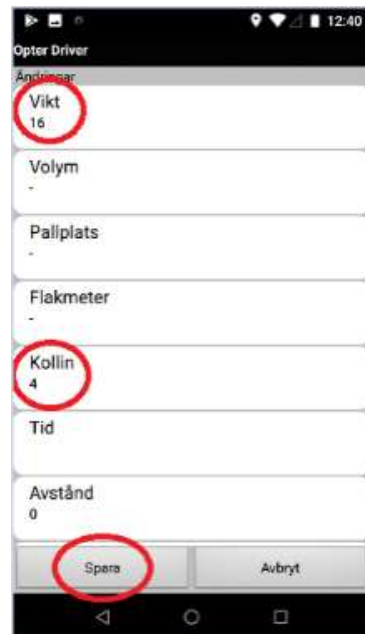 12:40
Opter Driver
Ändringar
Vikt
16
Volym
-
Pallplats
-
Flakmeter
-
Kollin
4
Tid
Avstånd
0
Spara Avbryt